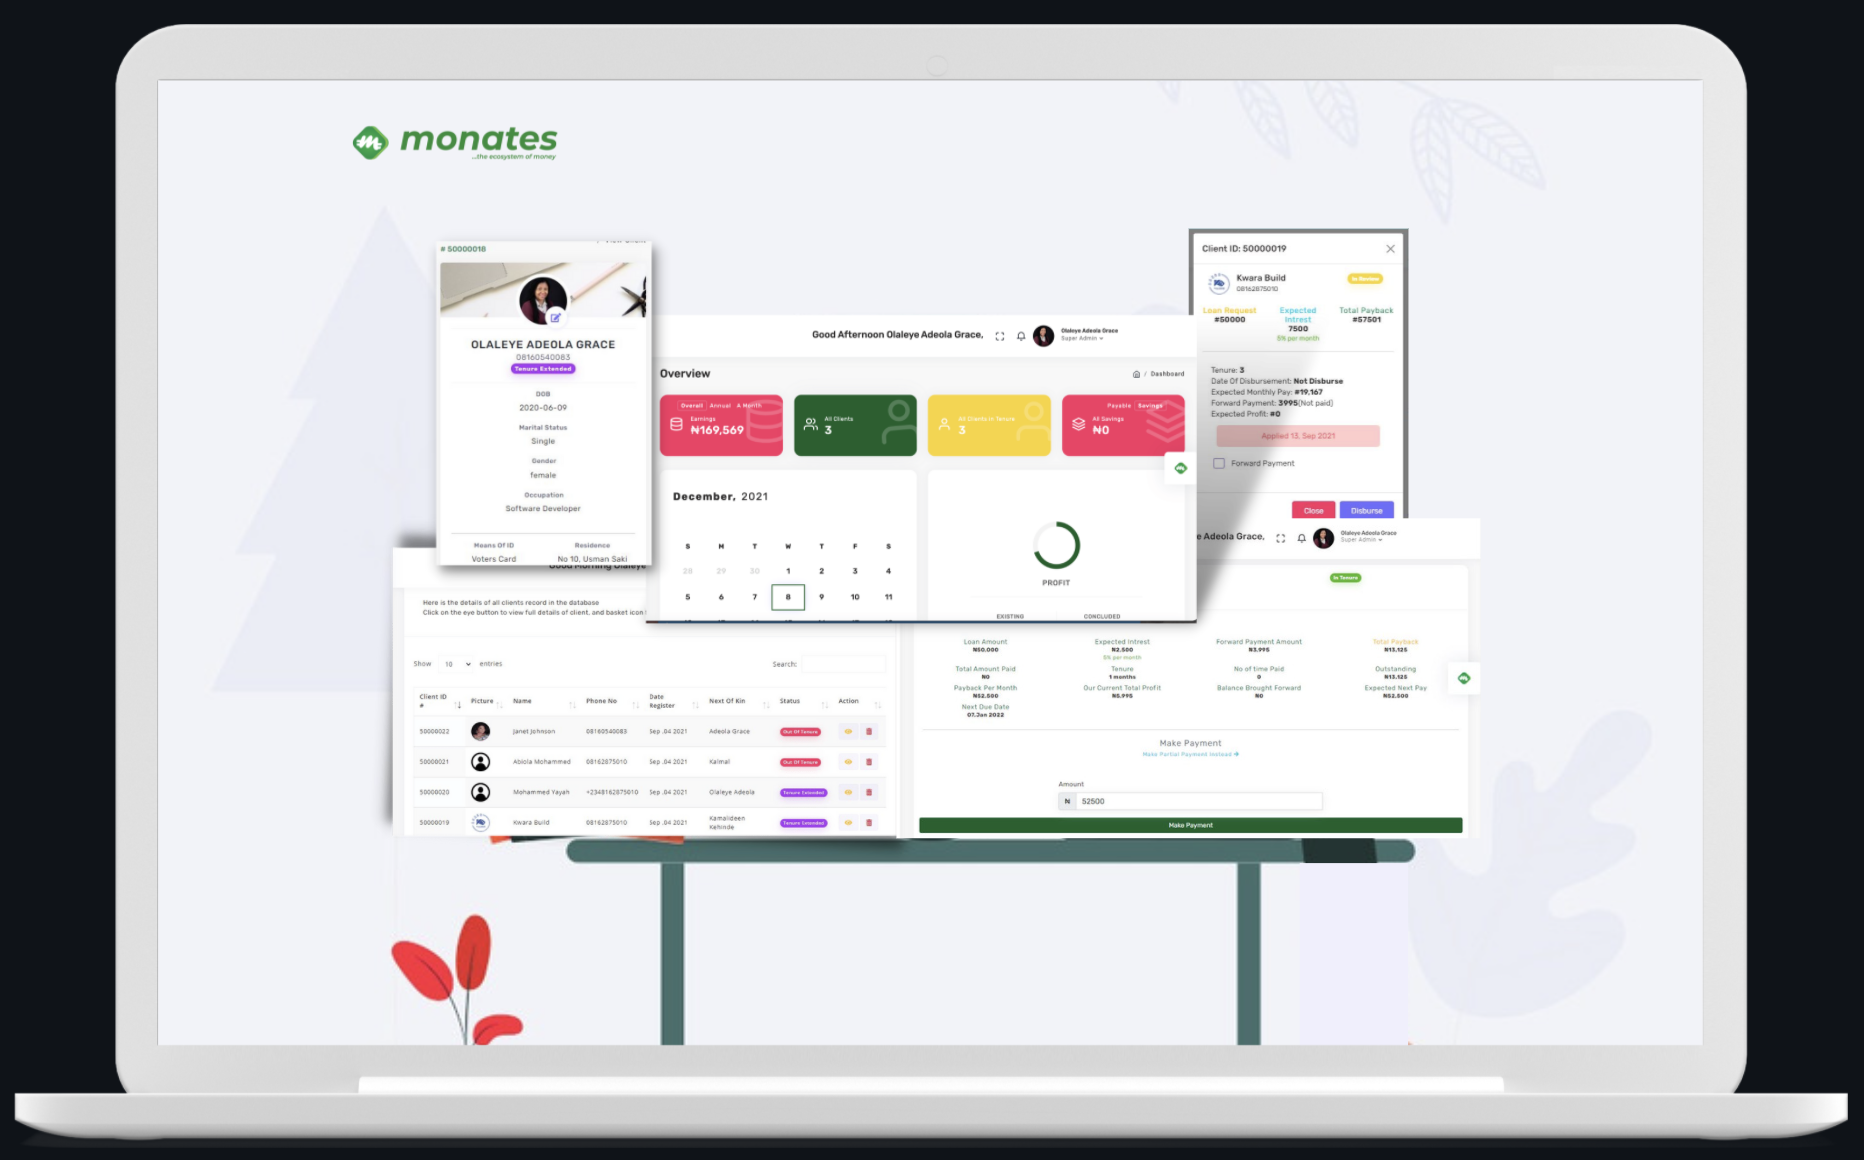 monates
...the ecosystem of money
# 50000018
OLALEYE ADEOLA GRACE
08160540083
Tenure Extended
DOB
2020-06-09
Marital Status
Single
Gender
female
Occupation
Software Developer
Means Of ID Residence
Voters Card No 10, Usman Saki
Good Afternoon Olaleye Adeola Grace,
Olaleye Adeola Grace
Super Admin
Overview
/ Dashboard
Overall Annual A Month
Earnings
₦169,569
All Clients
3
All Clients in Tenure
3
Payable Savings
All Savings
₦0
December, 2021
S M T W T F S
28 29 30 1 2 3 4
5 6 7 8 9 10 11
PROFIT
EXISTING CONCLUDED
Client ID: 50000019
Kwara Build
08162875010
In Review
Loan Request Expected Intrest Total Payback
#50000 7500 #57501
5% per month
Tenure: 3
Date Of Disbursement: Not Disburse
Expected Monthly Pay: #19,167
Forward Payment: 3995(Not paid)
Expected Profit: #0
Applied 13, Sep 2021
Forward Payment
Close Disburse
Good Morning Olaleye
Here is the details of all clients record in the database
Click on the eye button to view full details of client, and basket icon
Show 10 entries Search:
Client ID # Picture Name Phone No Date Register Next Of Kin Status Action
50000022 Janet Johnson 08160540083 Sep .04 2021 Adeola Grace Out Of Tenure
50000021 Abiola Mohammed 08162875010 Sep .04 2021 Kalmal Out Of Tenure
50000020 Mohammed Yayah +2348162875010 Sep .04 2021 Olaleye Adeola Tenure Extended
50000019 Kwara Build 08162875010 Sep .04 2021 Kamalideen Kehinde Tenure Extended
e Adeola Grace,
Olaleye Adeola Grace
Super Admin
In Tenure
Loan Amount Expected Intrest Forward Payment Amount Total Payback
N50,000 N2,500 N3,995 N13,125
5% per month
Total Amount Paid Tenure No of time Paid Outstanding
N0 1 months 0 N13,125
Payback Per Month Our Current Total Profit Balance Brought Forward Expected Next Pay
N52,500 N5,995 N0 N52,500
Next Due Date
07,Jan 2022
Make Payment
Make Partial Payment Instead
Amount
₦ 52500
Make Payment